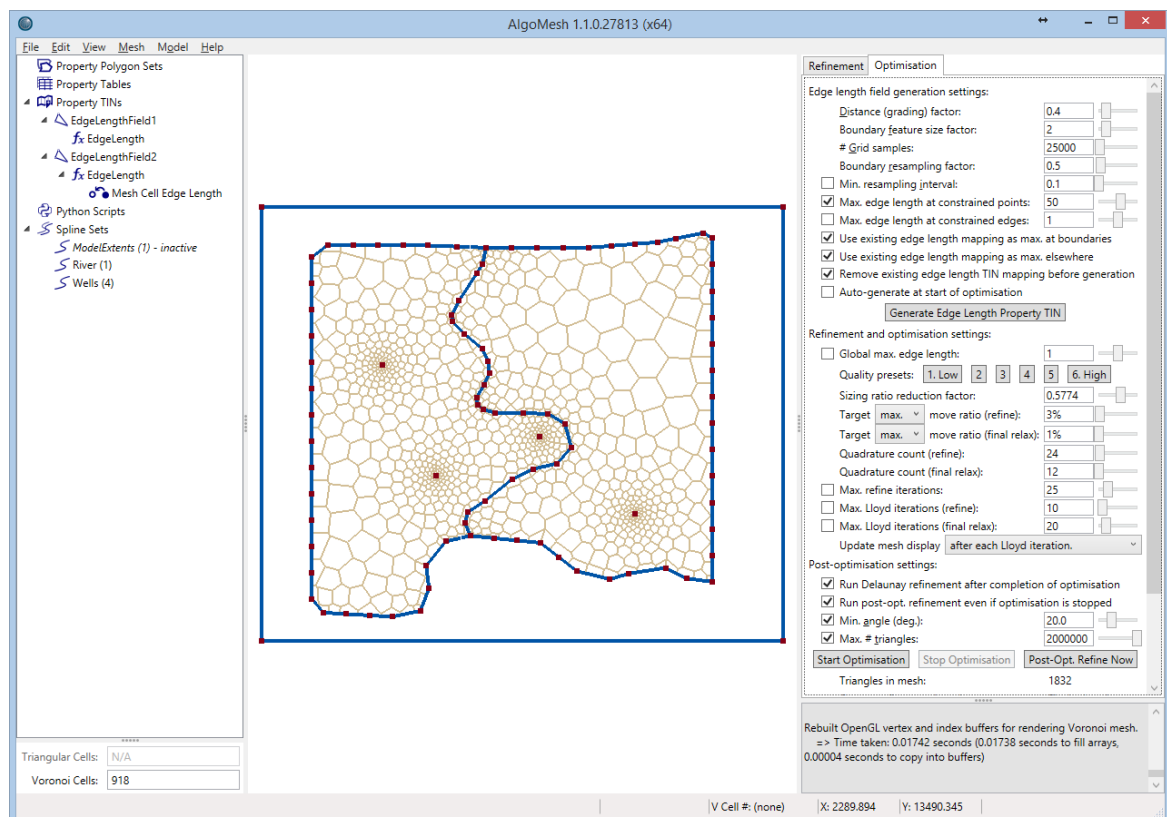 AlgoMesh 1.1.0.27813 (x64)
File Edit View Mesh Model Help
Property Polygon Sets
Property Tables
Property TINs
EdgeLengthField1
fx EdgeLength
EdgeLengthField2
fx EdgeLength
Mesh Cell Edge Length
Python Scripts
Spline Sets
ModelExtents (1) - inactive
River (1)
Wells (4)
Triangular Cells: N/A
Voronoi Cells: 918
Refinement Optimisation
Edge length field generation settings:
Distance (grading) factor: 0.4
Boundary feature size factor: 2
# Grid samples: 25000
Boundary resampling factor: 0.5
Min. resampling interval: 0.1
Max. edge length at constrained points: 50
Max. edge length at constrained edges: 1
Use existing edge length mapping as max. at boundaries
Use existing edge length mapping as max. elsewhere
Remove existing edge length TIN mapping before generation
Auto-generate at start of optimisation
Generate Edge Length Property TIN
Refinement and optimisation settings:
Global max. edge length: 1
Quality presets: 1. Low 2 3 4 5 6. High
Sizing ratio reduction factor: 0.5774
Target max. move ratio (refine): 3%
Target max. move ratio (final relax): 1%
Quadrature count (refine): 24
Quadrature count (final relax): 12
Max. refine iterations: 25
Max. Lloyd iterations (refine): 10
Max. Lloyd iterations (final relax): 20
Update mesh display after each Lloyd iteration.
Post-optimisation settings:
Run Delaunay refinement after completion of optimisation
Run post-opt. refinement even if optimisation is stopped
Min. angle (deg.): 20.0
Max. # triangles: 2000000
Start Optimisation Stop Optimisation Post-Opt. Refine Now
Triangles in mesh: 1832
Rebuilt OpenGL vertex and index buffers for rendering Voronoi mesh.
=> Time taken: 0.01742 seconds (0.01738 seconds to fill arrays,
0.00004 seconds to copy into buffers)
V Cell #: (none) X: 2289.894 Y: 13490.345